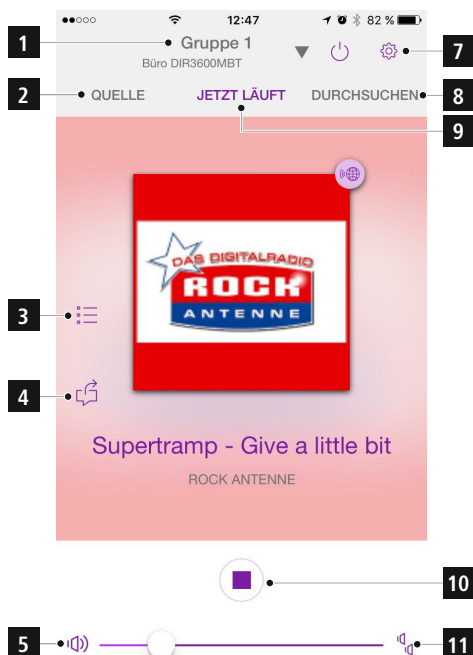 12:47
82 %
1
Gruppe 1
Büro DIR3600MBT
7
2
QUELLE
JETZT LÄUFT
DURCHSUCHEN
8
9
DAS DIGITALRADIO
ROCK
ANTENNE
3
4
Supertramp - Give a little bit
ROCK ANTENNE
10
5
11